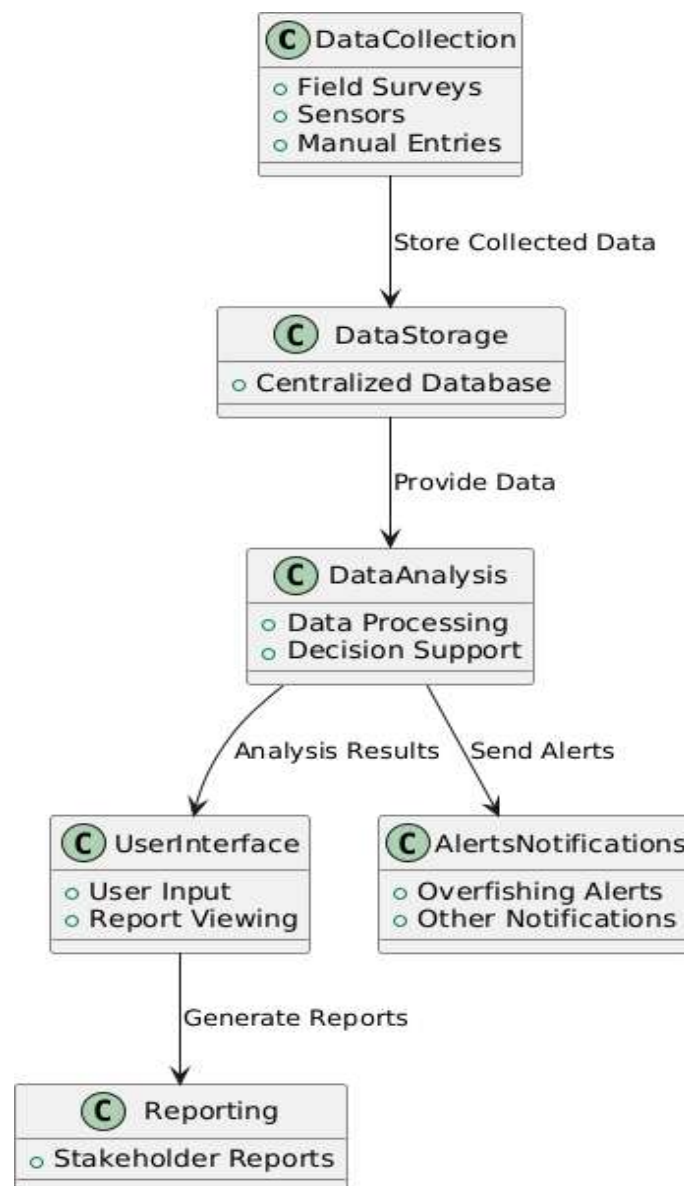 C DataCollection
Field Surveys
Sensors
Manual Entries
Store Collected Data
C DataStorage
Centralized Database
Provide Data
C DataAnalysis
Data Processing
Decision Support
Analysis Results
Send Alerts
C UserInterface
User Input
Report Viewing
C AlertsNotifications
Overfishing Alerts
Other Notifications
Generate Reports
C Reporting
Stakeholder Reports